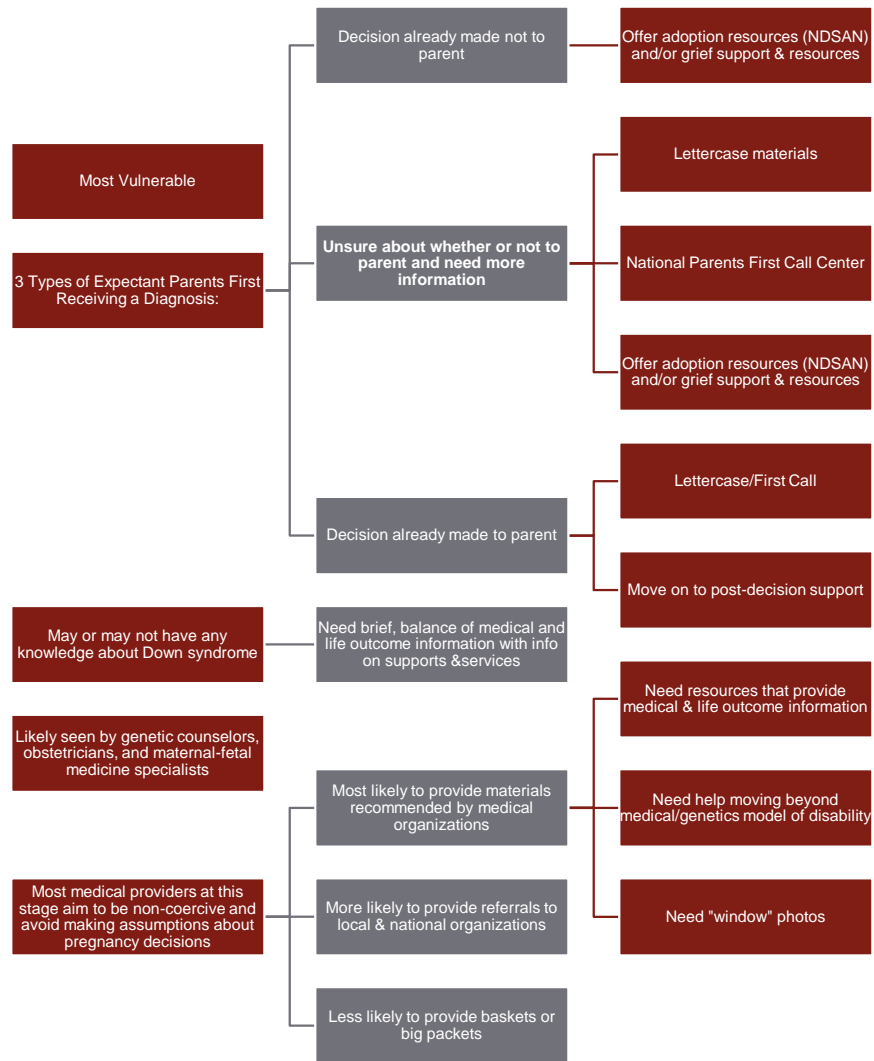 Decision already made not to
parent
Offer adoption resources (NDSAN)
and/or grief support & resources
Most Vulnerable
Lettercase materials
3 Types of Expectant Parents First
Receiving a Diagnosis:
Unsure about whether or not to
parent and need more
information
National Parents First Call Center
Offer adoption resources (NDSAN)
and/or grief support & resources
Decision already made to parent
Lettercase/First Call
Move on to post-decision support
May or may not have any
knowledge about Down syndrome
Need brief, balance of medical and
life outcome information with info
on supports &services
Likely seen by genetic counselors,
obstetricians, and maternal-fetal
medicine specialists
Most medical providers at this
stage aim to be non-coercive and
avoid making assumptions about
pregnancy decisions
Most likely to provide materials
recommended by medical
organizations
Need resources that provide
medical & life outcome information
Need help moving beyond
medical/genetics model of disability
Need "window" photos
More likely to provide referrals to
local & national organizations
Less likely to provide baskets or
big packets